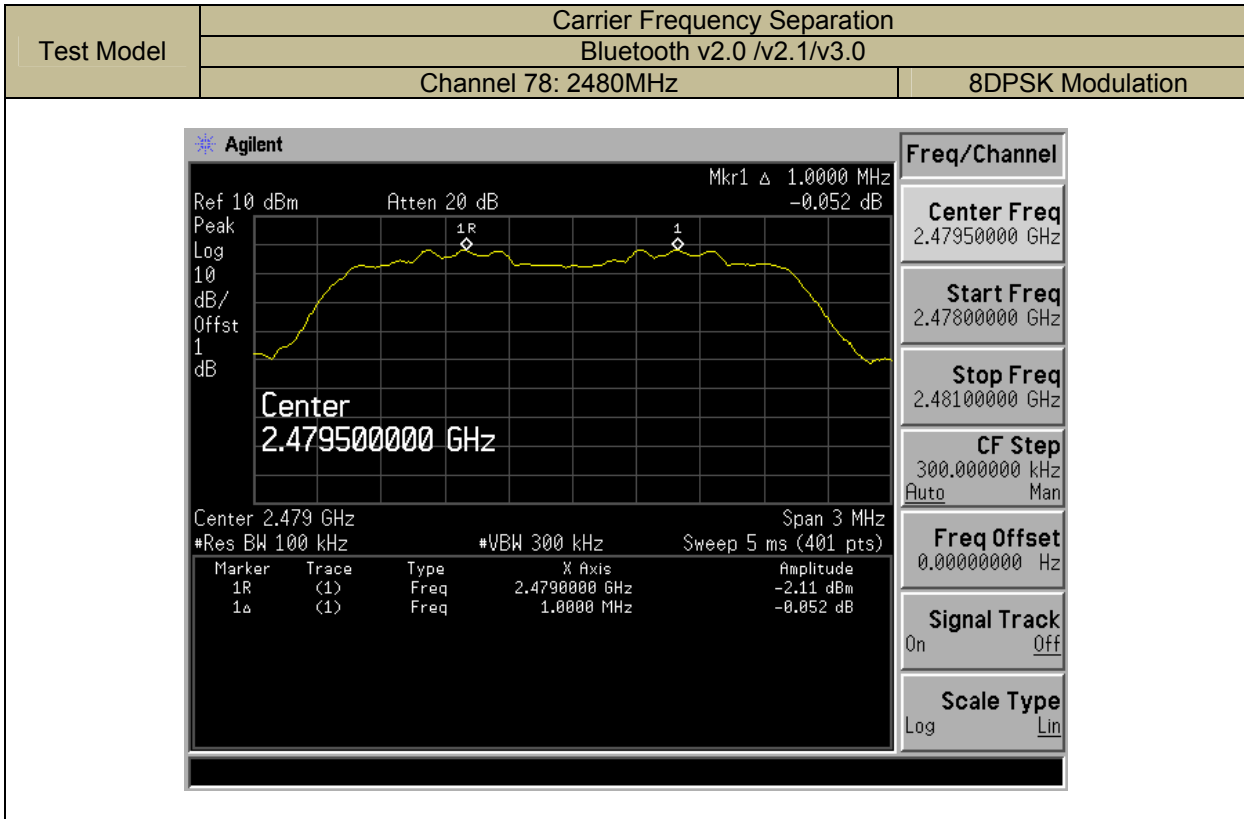 Test Model
Carrier Frequency Separation
Bluetooth v2.0 /v2.1/v3.0
Channel 78: 2480MHz
8DPSK Modulation
Agilent
Mkr1 Δ 1.0000 MHz
Ref 10 dBm Atten 20 dB -0.052 dB
Peak
Log
10
dB/
Offst
1
dB
1R
1
Center
2.479500000 GHz
Center 2.479 GHz Span 3 MHz
#Res BW 100 kHz #VBW 300 kHz Sweep 5 ms (401 pts)
Marker Trace Type X Axis Amplitude
1R (1) Freq 2.4790000 GHz -2.11 dBm
1Δ (1) Freq 1.0000 MHz -0.052 dB
Freq/Channel
Center Freq
2.47950000 GHz
Start Freq
2.47800000 GHz
Stop Freq
2.48100000 GHz
CF Step
300.000000 kHz
Auto Man
Freq Offset
0.00000000 Hz
Signal Track
On Off
Scale Type
Log Lin